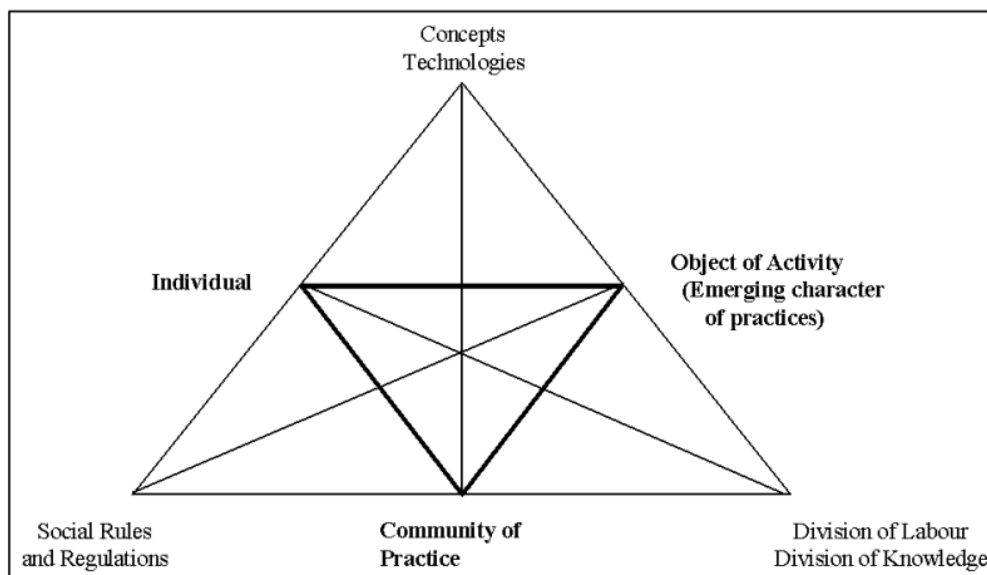 Concepts
Technologies
Individual
Object of Activity
(Emerging character
of practices)
Social Rules
and Regulations
Community of
Practice
Division of Labour
Division of Knowledge